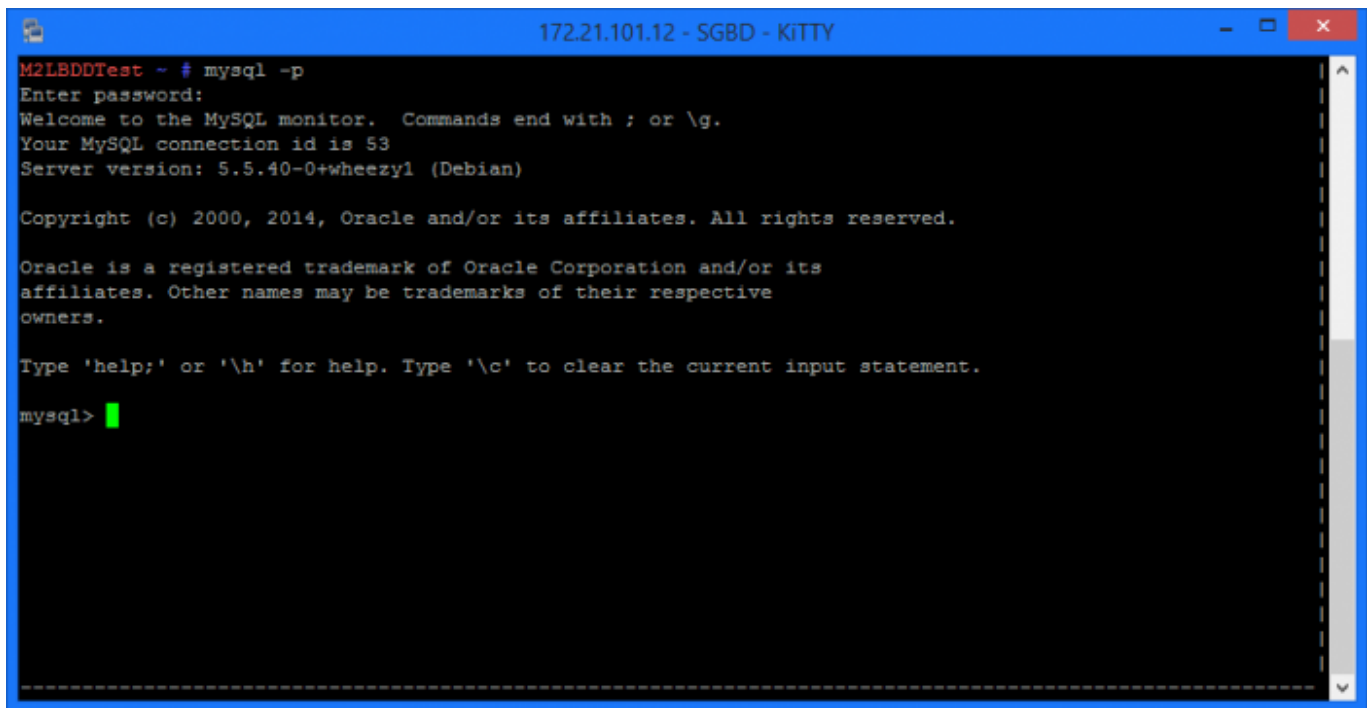 172.21.101.12 - SGBD - KiTTY
M2LBDDTest ~ # mysql -p
Enter password:
Welcome to the MySQL monitor.  Commands end with ; or \g.
Your MySQL connection id is 53
Server version: 5.5.40-0+wheezy1 (Debian)
Copyright (c) 2000, 2014, Oracle and/or its affiliates. All rights reserved.
Oracle is a registered trademark of Oracle Corporation and/or its
affiliates. Other names may be trademarks of their respective
owners.
Type 'help;' or '\h' for help. Type '\c' to clear the current input statement.
mysql>